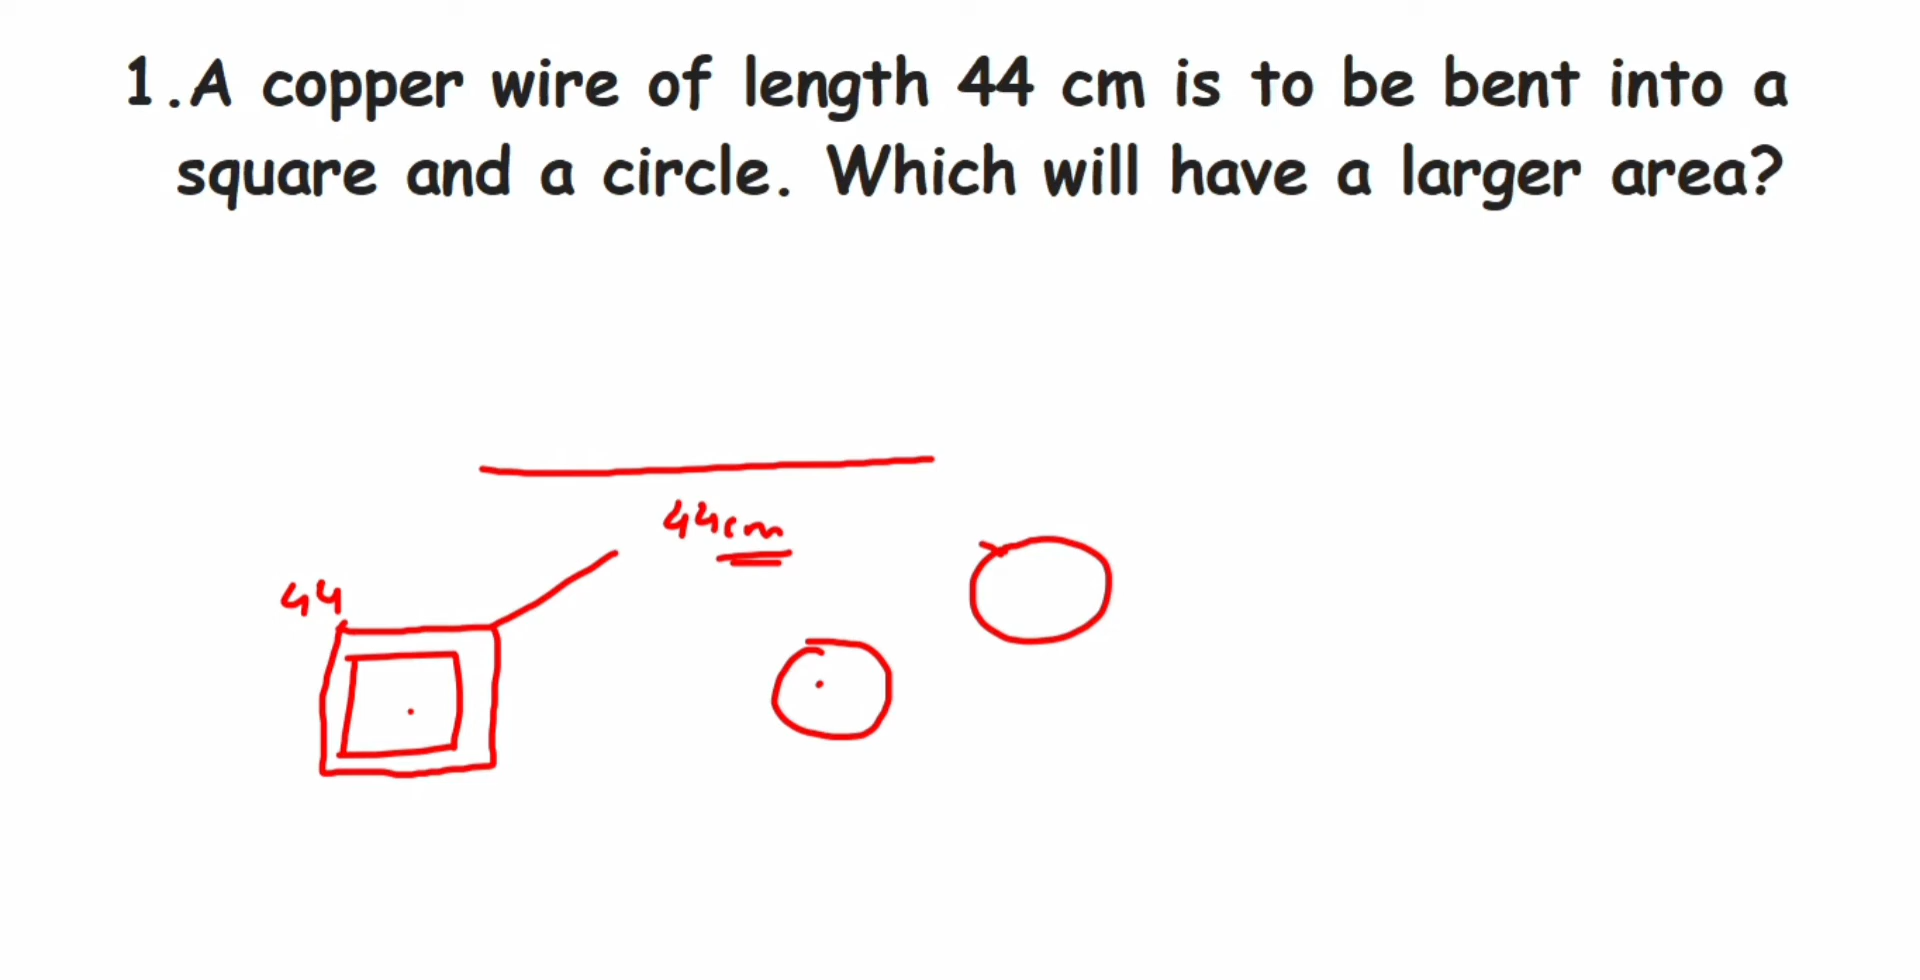 1.A copper wire of length 44 cm is to be bent into a
square and a circle. Which will have a larger area?
44cm
44